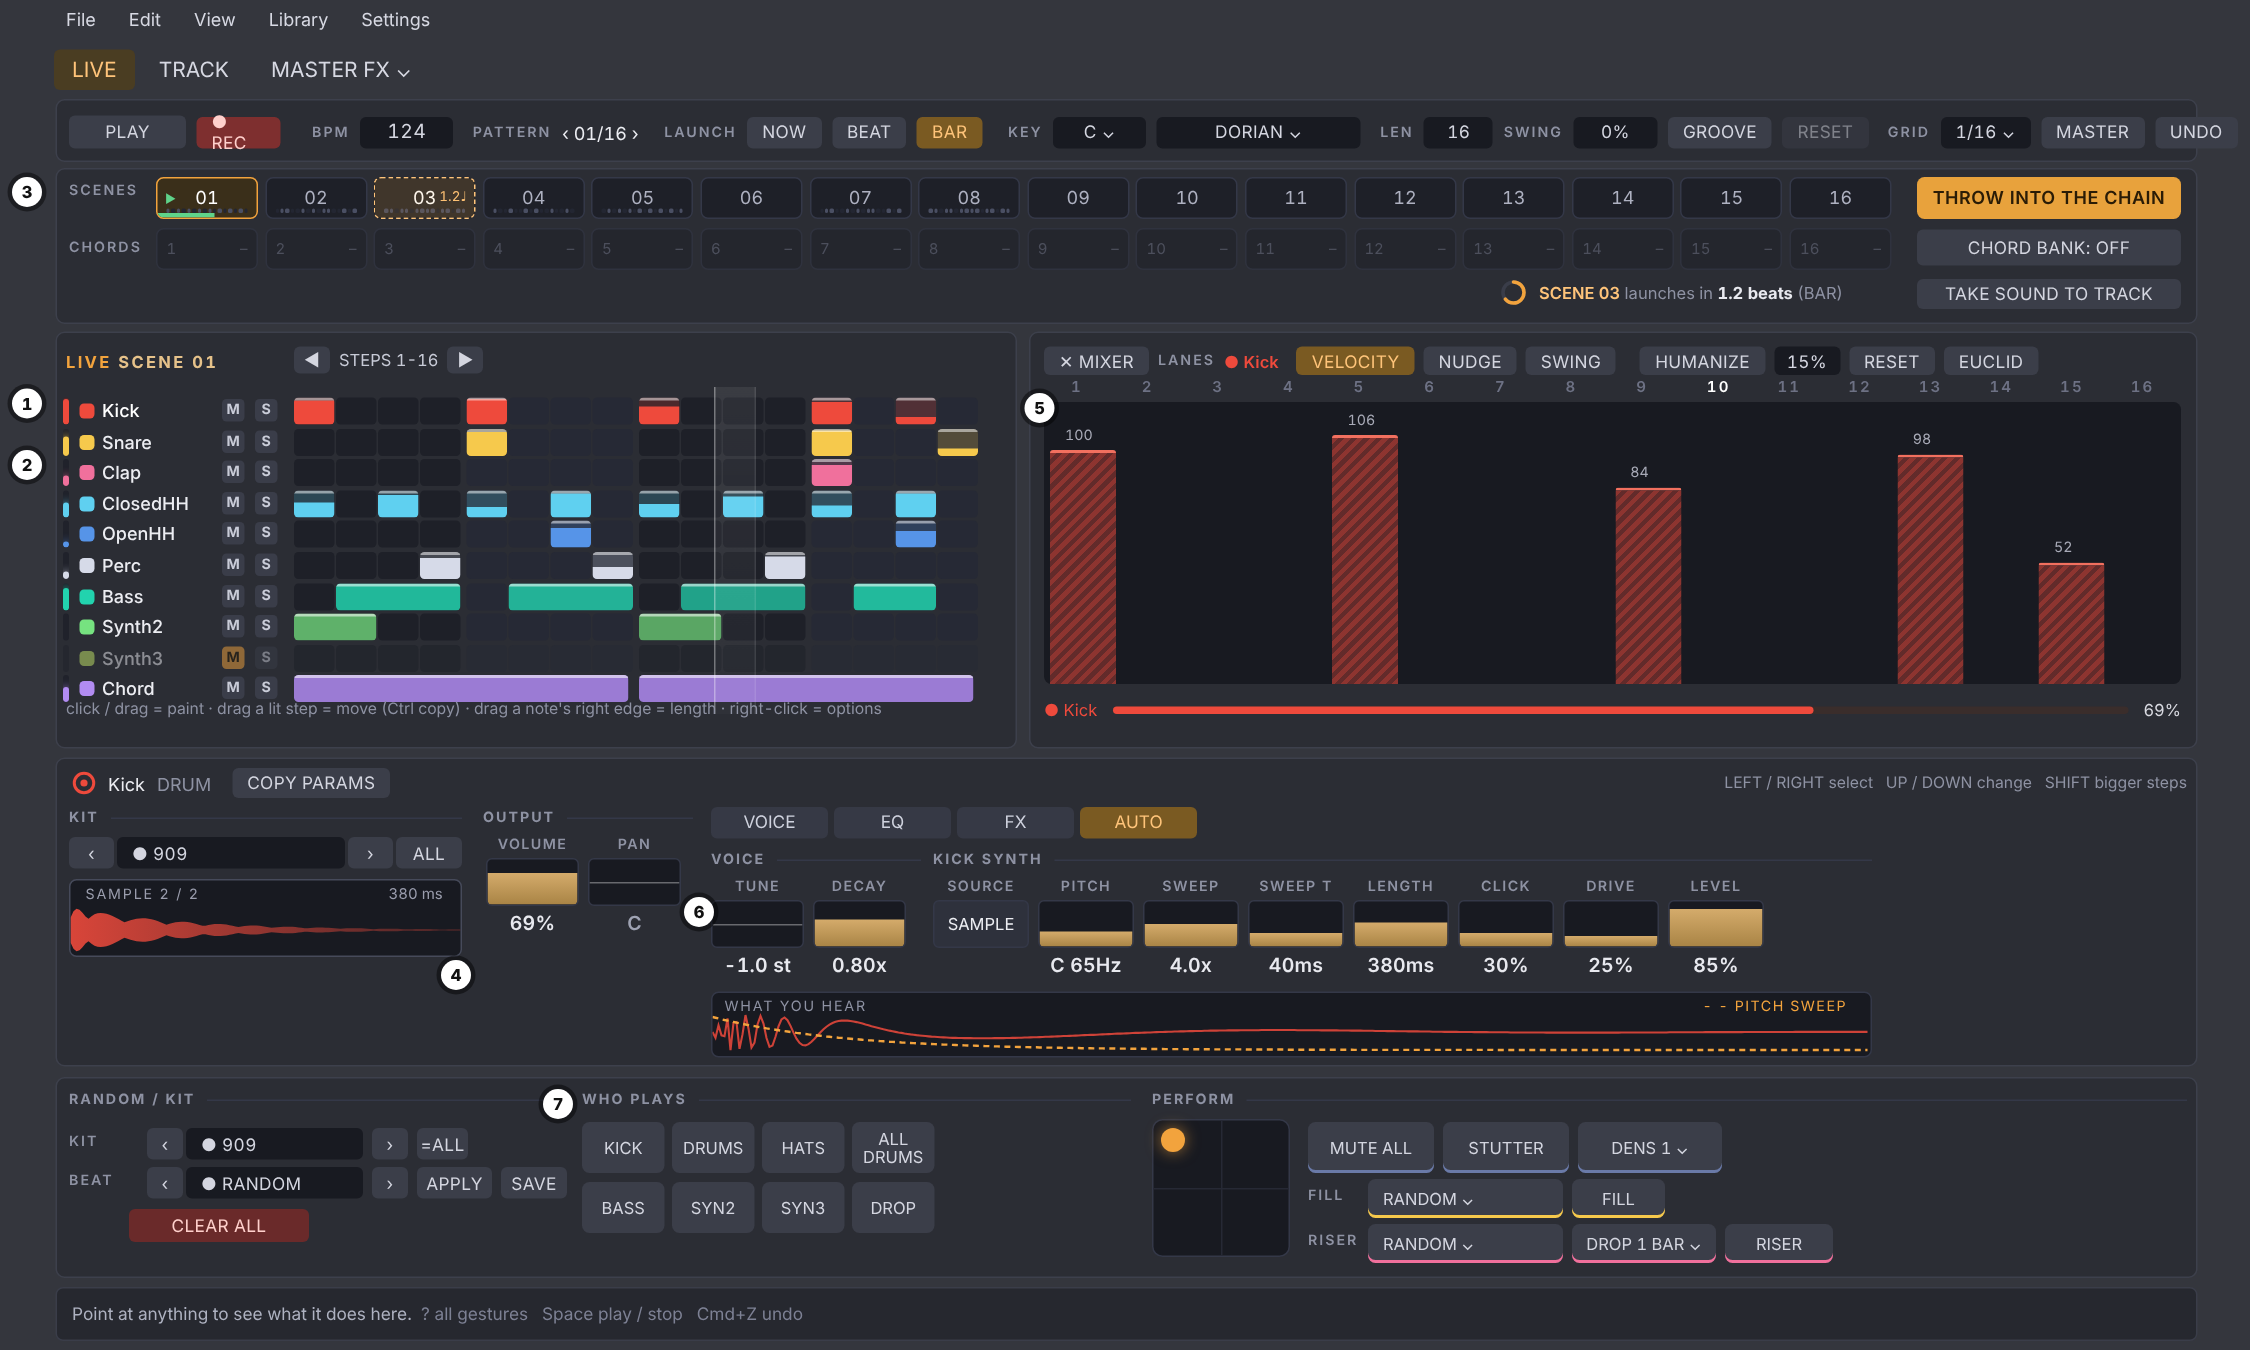 File Edit View Library Settings
LIVE TRACK MASTER FX
PLAY REC BPM 124 PATTERN ‹ 01/16 › LAUNCH NOW BEAT BAR KEY C DORIAN LEN 16 SWING 0% GROOVE RESET GRID 1/16 MASTER UNDO
3 SCENES 01 02 03 1.2♩ 04 05 06 07 08 09 10 11 12 13 14 15 16 THROW INTO THE CHAIN
CHORDS 1 – 2 – 3 – 4 – 5 – 6 – 7 – 8 – 9 – 10 – 11 – 12 – 13 – 14 – 15 – 16 – CHORD BANK: OFF
SCENE 03 launches in 1.2 beats (BAR) TAKE SOUND TO TRACK
LIVE SCENE 01 ◀ STEPS 1-16 ▶
1 Kick M S
Snare M S
2 Clap M S
ClosedHH M S
OpenHH M S
Perc M S
Bass M S
Synth2 M S
Synth3 M S
Chord M S
click / drag = paint · drag a lit step = move (Ctrl copy) · drag a note's right edge = length · right-click = options
✕ MIXER LANES Kick VELOCITY NUDGE SWING HUMANIZE 15% RESET EUCLID
1 2 3 4 5 6 7 8 9 10 11 12 13 14 15 16
5
100 106 84 98 52
Kick 69%
Kick DRUM COPY PARAMS LEFT / RIGHT select UP / DOWN change SHIFT bigger steps
KIT
‹ 909 › ALL
SAMPLE 2 / 2 380 ms
4
OUTPUT
VOLUME PAN
69% C
VOICE EQ FX AUTO
VOICE KICK SYNTH
TUNE DECAY SOURCE PITCH SWEEP SWEEP T LENGTH CLICK DRIVE LEVEL
6 SAMPLE
-1.0 st 0.80x C 65Hz 4.0x 40ms 380ms 30% 25% 85%
WHAT YOU HEAR - - PITCH SWEEP
RANDOM / KIT
KIT ‹ 909 › =ALL
BEAT ‹ RANDOM › APPLY SAVE
CLEAR ALL
7 WHO PLAYS
KICK DRUMS HATS ALL DRUMS
BASS SYN2 SYN3 DROP
PERFORM
MUTE ALL STUTTER DENS 1
FILL RANDOM FILL
RISER RANDOM DROP 1 BAR RISER
Point at anything to see what it does here. ? all gestures Space play / stop Cmd+Z undo